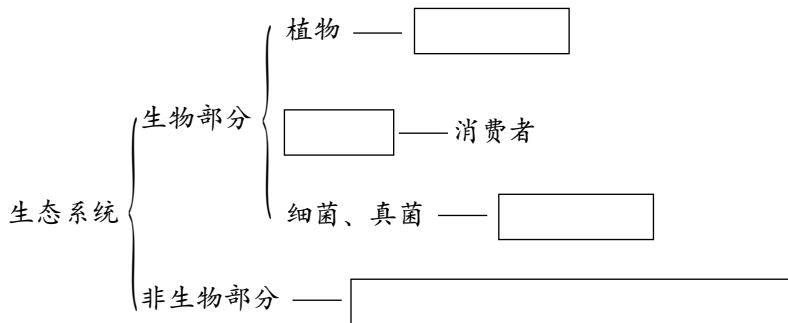 植物
生物部分
消费者
生态系统
细菌、真菌
非生物部分